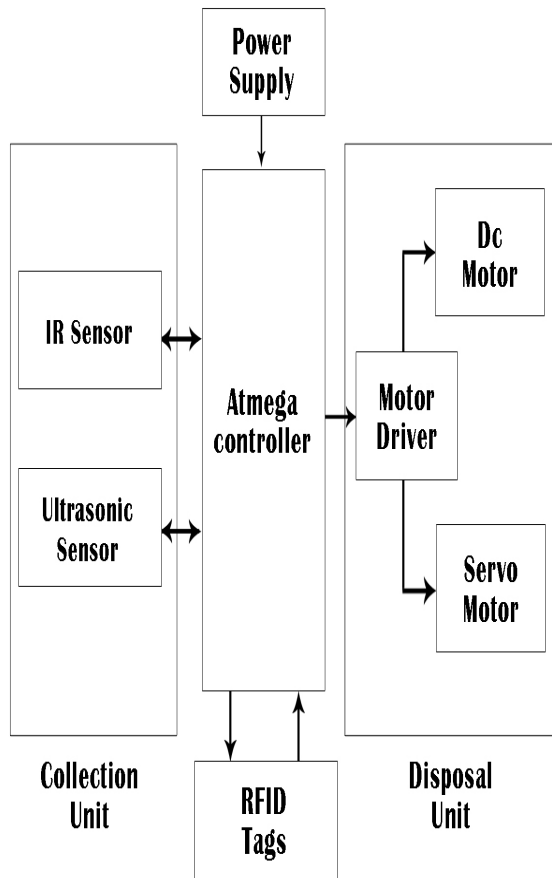 Power
Supply
IR Sensor
Ultrasonic
Sensor
Collection
Unit
Atmega
controller
RFID
Tags
Dc
Motor
Motor
Driver
Servo
Motor
Disposal
Unit